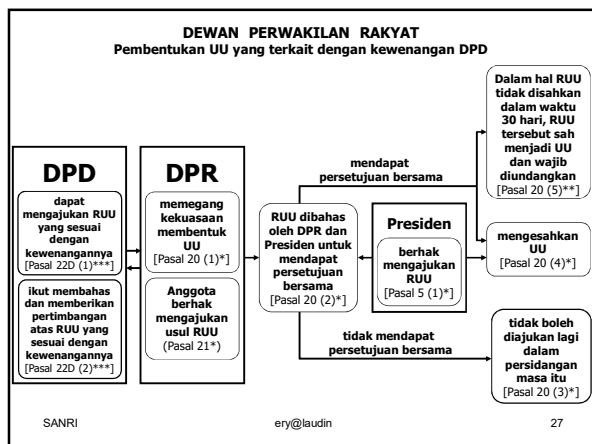 DEWAN PERWAKILAN RAKYAT
Pembentukan UU yang terkait dengan kewenangan DPD
DPD
dapat
mengajukan RUU
yang sesuai
dengan
kewenangannya
[Pasal 22D (1)***]
ikut membahas
dan memberikan
pertimbangan
atas RUU yang
sesuai dengan
kewenangannya
[Pasal 22D (2)***]
DPR
memegang
kekuasaan
membentuk
UU
[Pasal 20 (1)*]
Anggota
berhak
mengajukan
usul RUU
(Pasal 21*)
RUU dibahas
oleh DPR dan
Presiden untuk
mendapat
persetujuan
bersama
[Pasal 20 (2)*]
Presiden
berhak
mengajukan
RUU
[Pasal 5 (1)*]
mendapat
persetujuan bersama
Dalam hal RUU
tidak disahkan
dalam waktu
30 hari, RUU
tersebut sah
menjadi UU
dan wajib
diundangkan
[Pasal 20 (5)**]
mengesahkan
UU
[Pasal 20 (4)*]
tidak mendapat
persetujuan bersama
tidak boleh
diajukan lagi
dalam
persidangan
masa itu
[Pasal 20 (3)*]
SANRI
ery@laudin
27